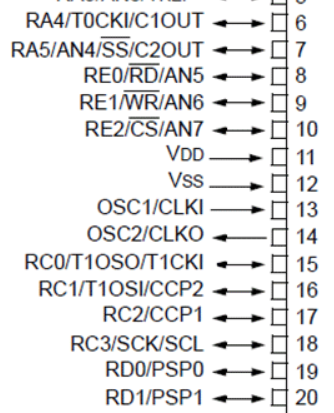 RA4/T0CKI/C1OUT 6
RA5/AN4/SS/C2OUT 7
RE0/RD/AN5 8
RE1/WR/AN6 9
RE2/CS/AN7 10
VDD 11
VSS 12
OSC1/CLKI 13
OSC2/CLKO 14
RC0/T1OSO/T1CKI 15
RC1/T1OSI/CCP2 16
RC2/CCP1 17
RC3/SCK/SCL 18
RD0/PSP0 19
RD1/PSP1 20